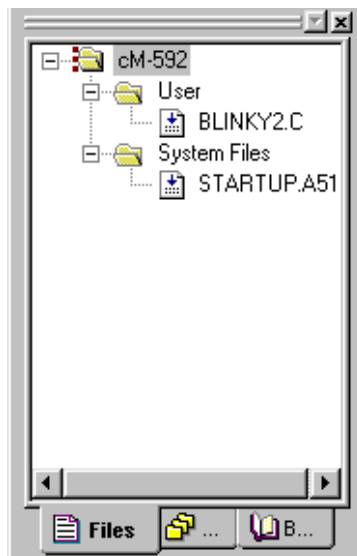 cM-592
User
BLINKY2.C
System Files
STARTUP.A51
Files ... B...